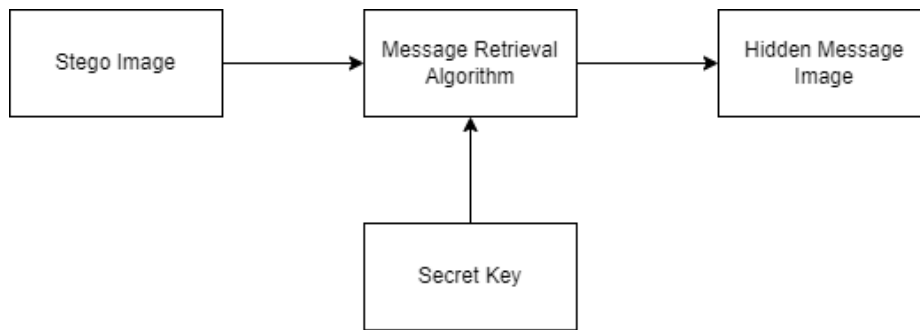 Stego Image
Message Retrieval
Algorithm
Hidden Message
Image
Secret Key